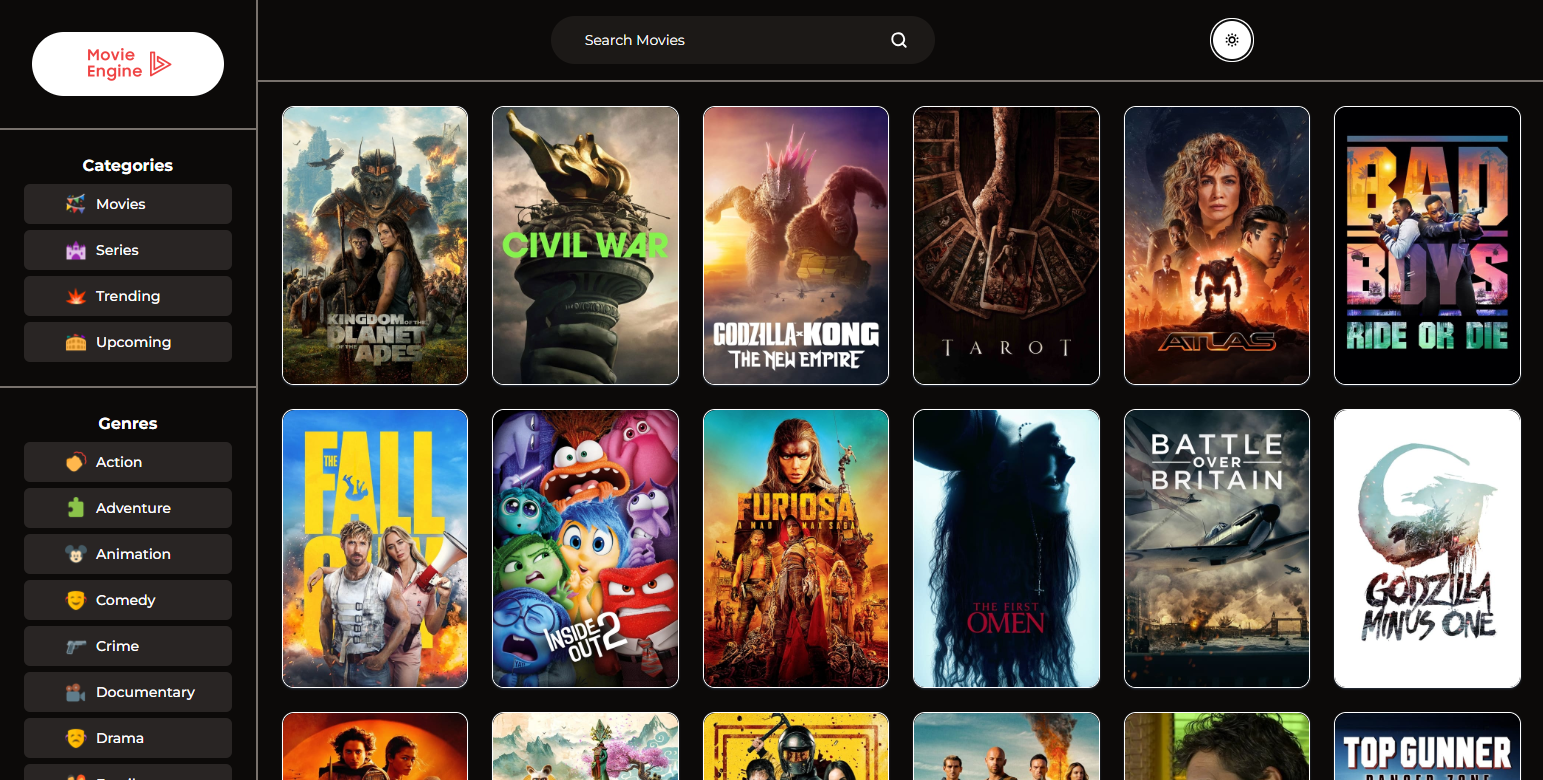 Movie
Engine
Search Movies
Categories
Movies
Series
Trending
Upcoming
Genres
Action
Adventure
Animation
Comedy
Crime
Documentary
Drama
KINGDOM OF THE
PLANET
OF THE APES
CIVIL WAR
GODZILLA x KONG
THE NEW EMPIRE
TAROT
ATLAS
BAD
BOYS
RIDE OR DIE
THE
FALL
GUY
INSIDE
OUT 2
FURIOSA
A MAD MAX SAGA
THE FIRST
OMEN
BATTLE
OVER
BRITAIN
GODZILLA
MINUS ONE
TOP GUNNER